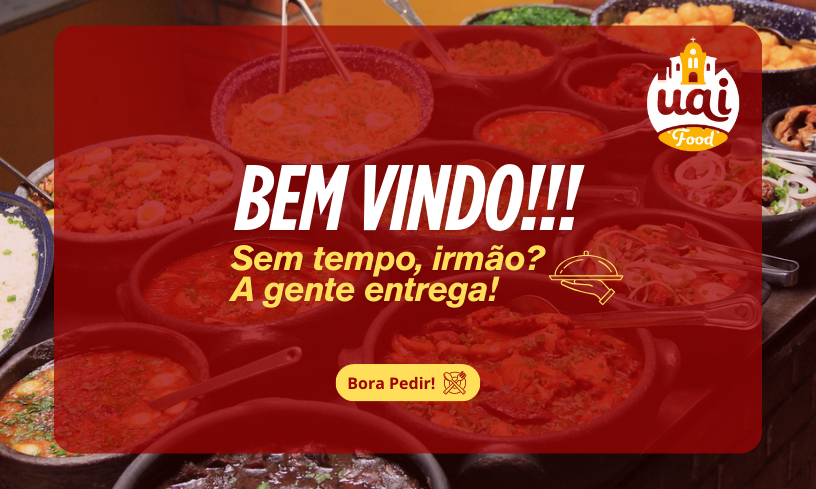 uai
Food
BEM VINDO!!!
Sem tempo, irmão?
A gente entrega!
Bora Pedir!